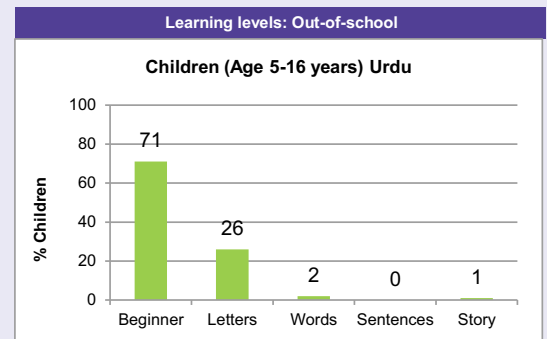 Learning levels: Out-of-school
Children (Age 5-16 years) Urdu
% Children
100
80
60
40
20
0
71
26
2
0
1
Beginner Letters Words Sentences Story